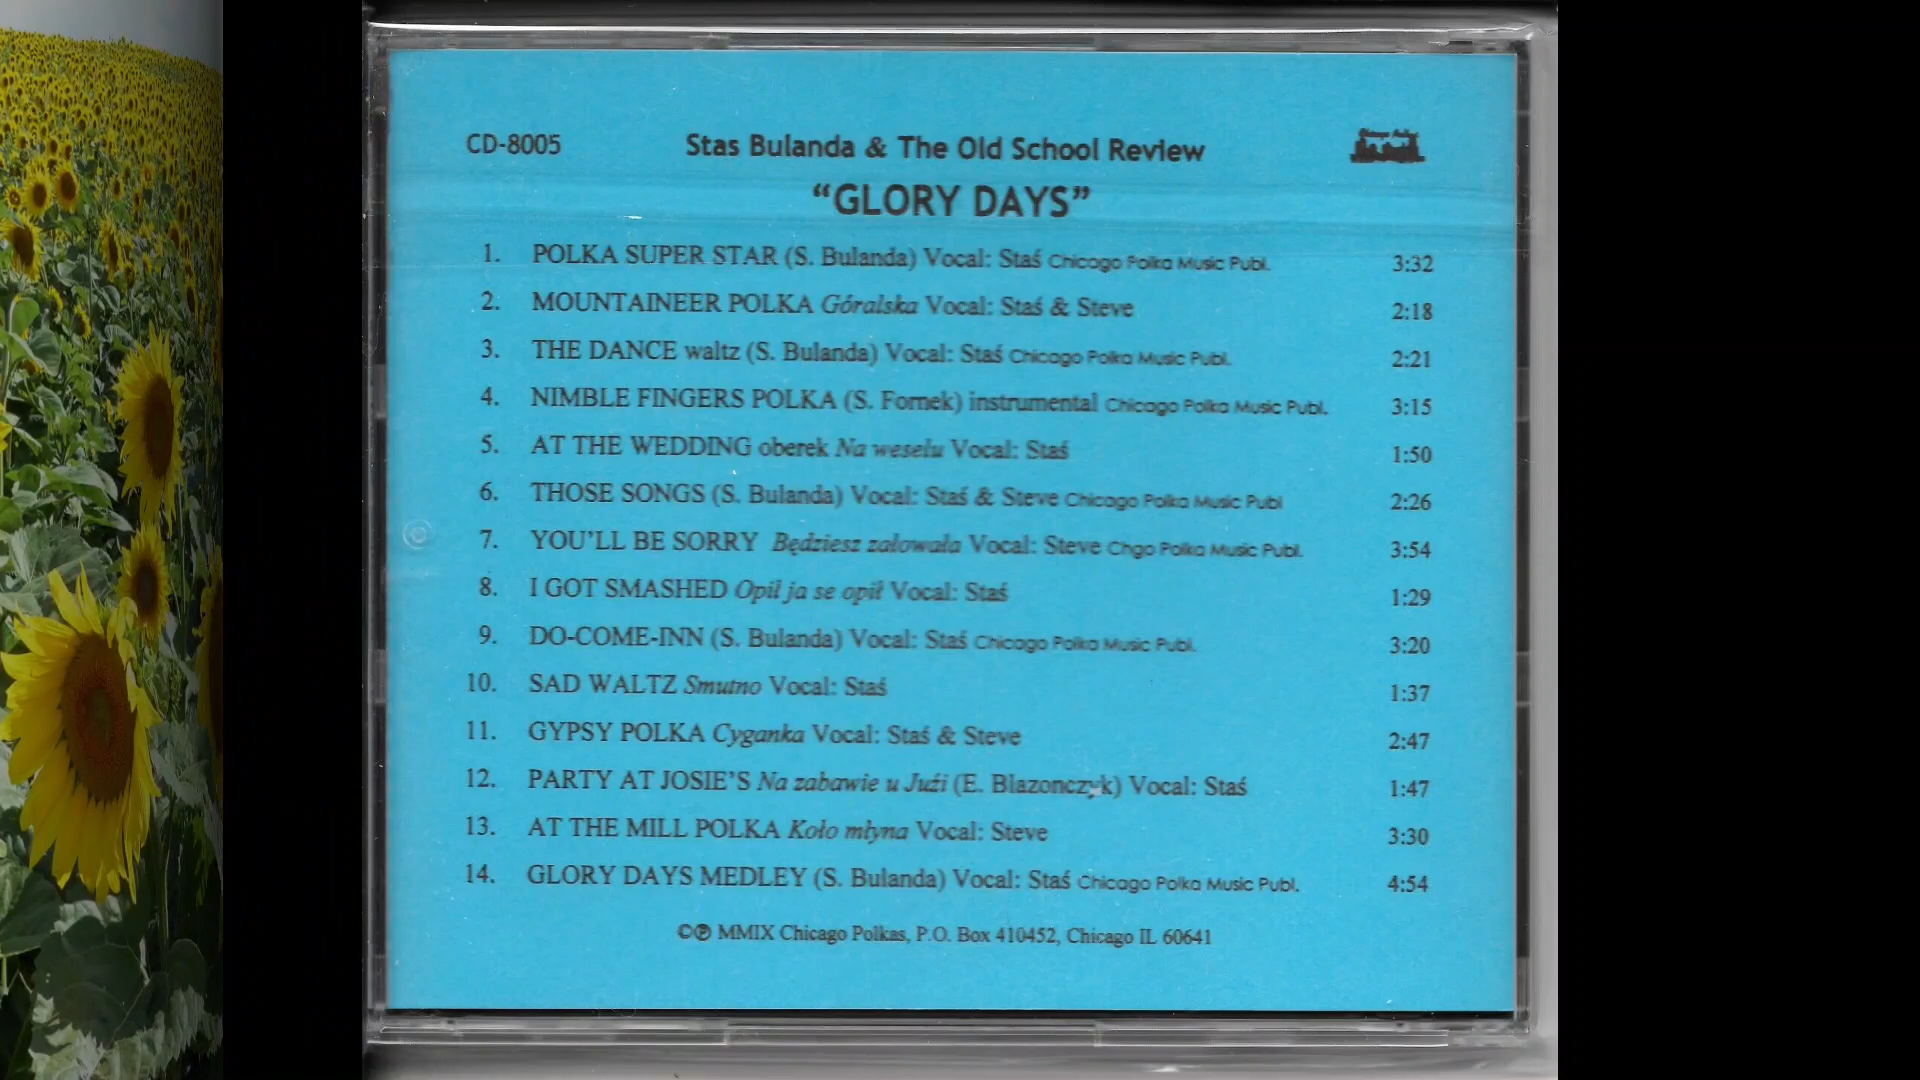 CD-8005 Stas Bulanda & The Old School Review
“GLORY DAYS”
1. POLKA SUPER STAR (S. Bulanda) Vocal: Staś Chicago Polka Music Publ. 3:32
2. MOUNTAINEER POLKA Góralska Vocal: Staś & Steve 2:18
3. THE DANCE waltz (S. Bulanda) Vocal: Staś Chicago Polka Music Publ. 2:21
4. NIMBLE FINGERS POLKA (S. Fornek) instrumental Chicago Polka Music Publ. 3:15
5. AT THE WEDDING oberek Na weselu Vocal: Staś 1:50
6. THOSE SONGS (S. Bulanda) Vocal: Staś & Steve Chicago Polka Music Publ 2:26
7. YOU’LL BE SORRY Będziesz załowała Vocal: Steve Chgo Polka Music Publ. 3:54
8. I GOT SMASHED Opił ja se opił Vocal: Staś 1:29
9. DO-COME-INN (S. Bulanda) Vocal: Staś Chicago Polka Music Publ. 3:20
10. SAD WALTZ Smutno Vocal: Staś 1:37
11. GYPSY POLKA Cyganka Vocal: Staś & Steve 2:47
12. PARTY AT JOSIE’S Na zabawie u Juźi (E. Blazonczyk) Vocal: Staś 1:47
13. AT THE MILL POLKA Koło młyna Vocal: Steve 3:30
14. GLORY DAYS MEDLEY (S. Bulanda) Vocal: Staś Chicago Polka Music Publ. 4:54
©℗ MMIX Chicago Polkas, P.O. Box 410452, Chicago IL 60641